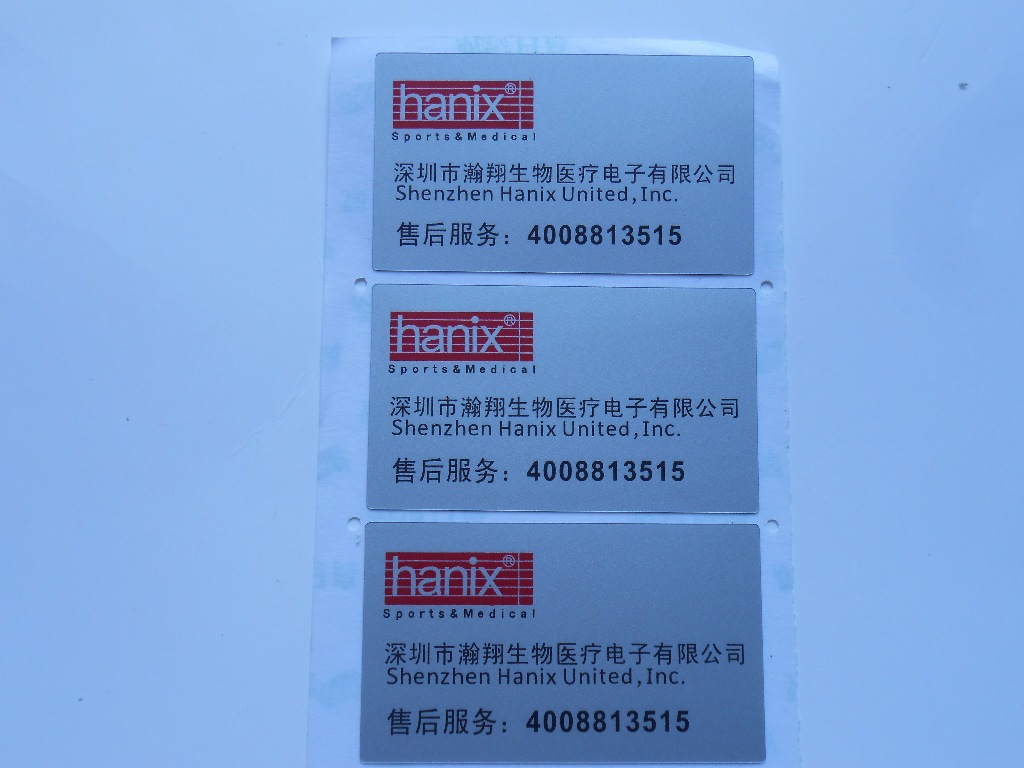 hanix®
Sports&Medical
深圳市瀚翔生物医疗电子有限公司
Shenzhen Hanix United,Inc.
售后服务：4008813515
hanix®
Sports&Medical
深圳市瀚翔生物医疗电子有限公司
Shenzhen Hanix United,Inc.
售后服务：4008813515
hanix®
Sports&Medical
深圳市瀚翔生物医疗电子有限公司
Shenzhen Hanix United,Inc.
售后服务：4008813515